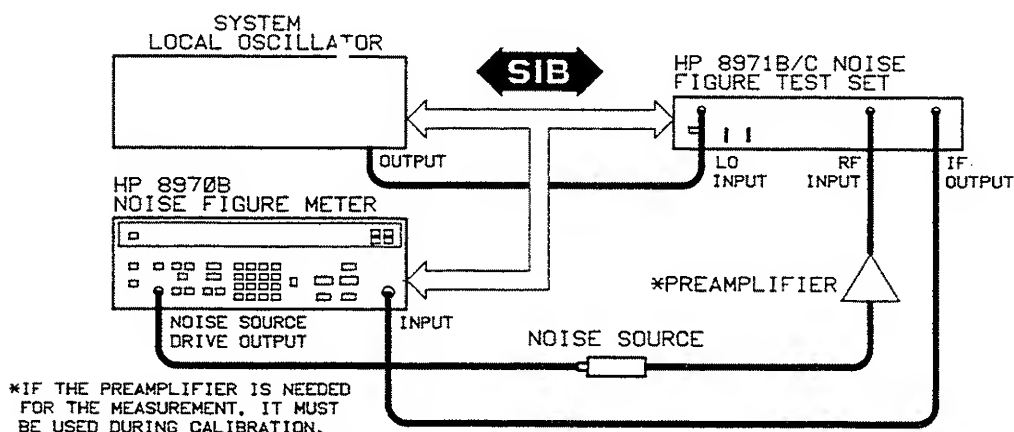 SYSTEM
LOCAL OSCILLATOR
SIB
HP 8971B/C NOISE
FIGURE TEST SET
OUTPUT
LO
INPUT
RF
INPUT
IF
OUTPUT
HP 8970B
NOISE FIGURE METER
*PREAMPLIFIER
NOISE SOURCE
DRIVE OUTPUT
INPUT
NOISE SOURCE
*IF THE PREAMPLIFIER IS NEEDED
FOR THE MEASUREMENT, IT MUST
BE USED DURING CALIBRATION.